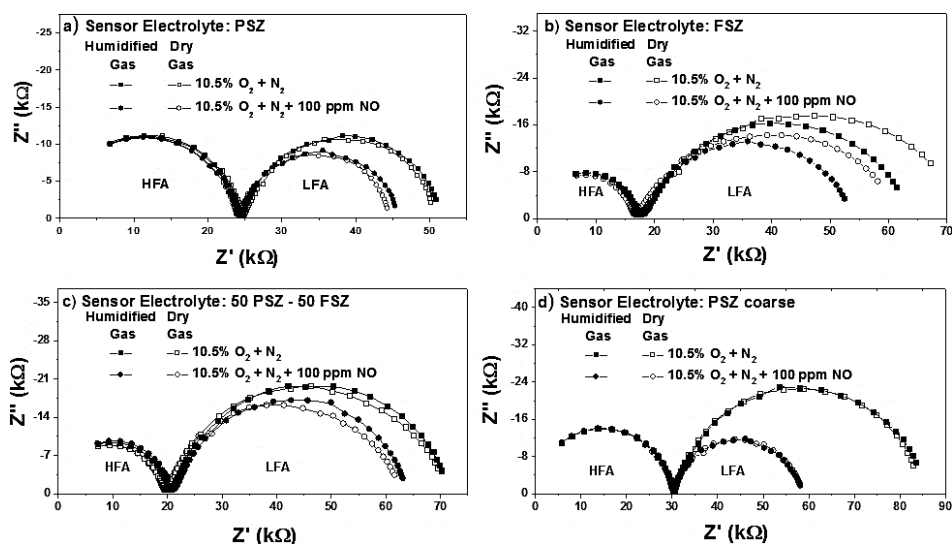 a) Sensor Electrolyte: PSZ
Humidified Dry
Gas Gas
10.5% O2 + N2
10.5% O2 + N2 + 100 ppm NO
HFA
LFA
Z'' (kΩ)
-25
-20
-15
-10
-5
0
0 10 20 30 40 50
Z' (kΩ)
b) Sensor Electrolyte: FSZ
Humidified Dry
Gas Gas
10.5% O2 + N2
10.5% O2 + N2 + 100 ppm NO
HFA
LFA
Z'' (kΩ)
-32
-24
-16
-8
0
0 10 20 30 40 50 60 70
Z' (kΩ)
c) Sensor Electrolyte: 50 PSZ - 50 FSZ
Humidified Dry
Gas Gas
10.5% O2 + N2
10.5% O2 + N2 + 100 ppm NO
HFA
LFA
Z'' (kΩ)
-35
-28
-21
-14
-7
0
0 10 20 30 40 50 60 70
Z' (kΩ)
d) Sensor Electrolyte: PSZ coarse
Humidified Dry
Gas Gas
10.5% O2 + N2
10.5% O2 + N2 + 100 ppm NO
HFA
LFA
Z'' (kΩ)
-40
-32
-24
-16
-8
0
0 10 20 30 40 50 60 70 80 90
Z' (kΩ)